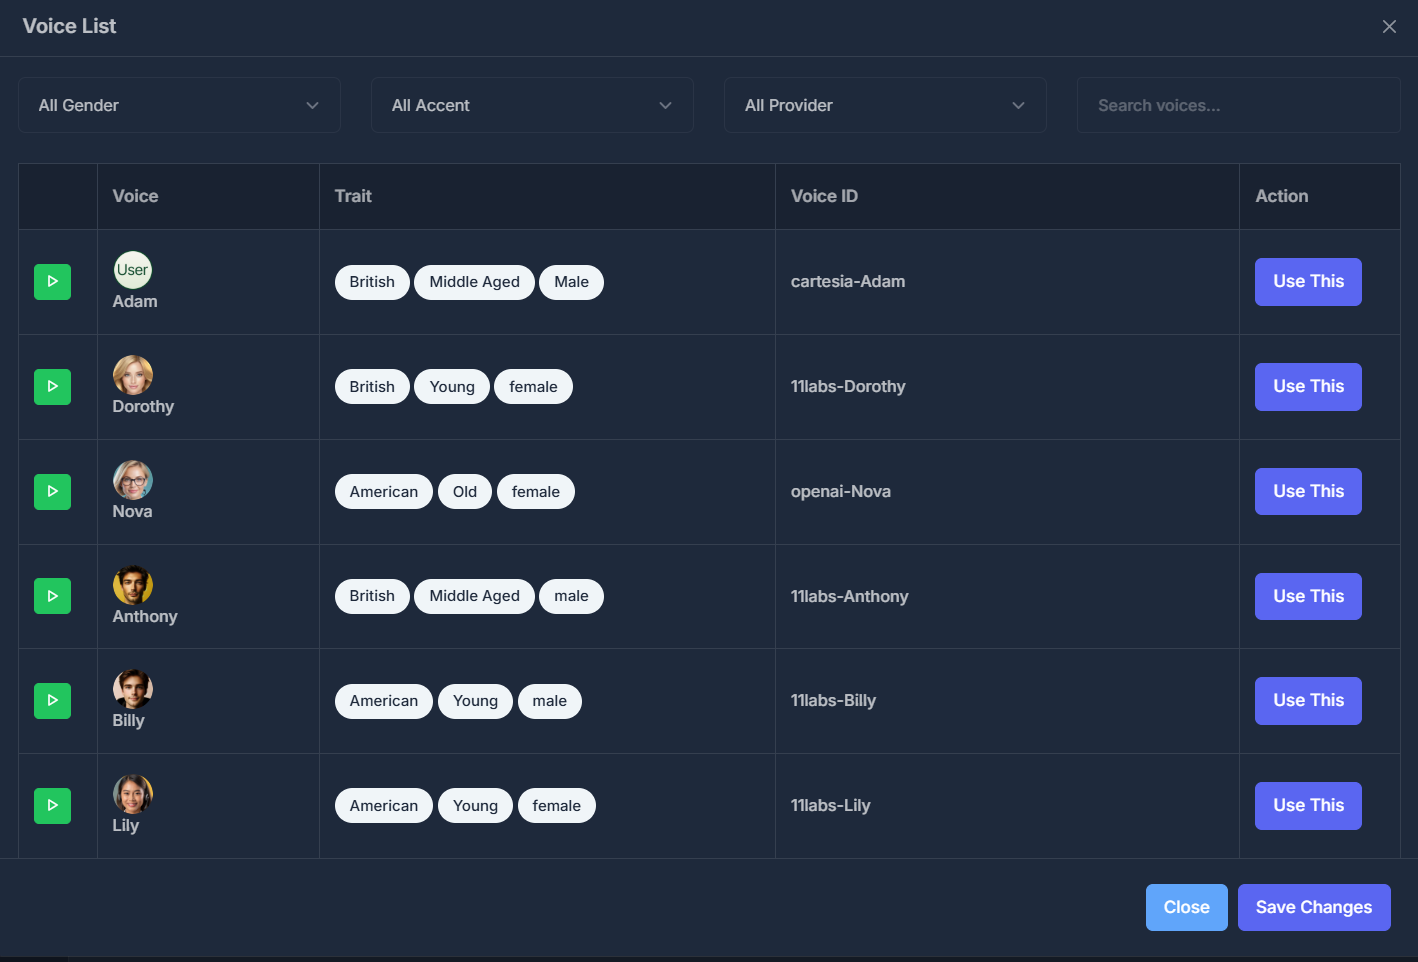 Voice List
All Gender All Accent All Provider Search voices...
Voice Trait Voice ID Action
User
Adam British Middle Aged Male cartesia-Adam Use This
Dorothy British Young female 11labs-Dorothy Use This
Nova American Old female openai-Nova Use This
Anthony British Middle Aged male 11labs-Anthony Use This
Billy American Young male 11labs-Billy Use This
Lily American Young female 11labs-Lily Use This
Close Save Changes